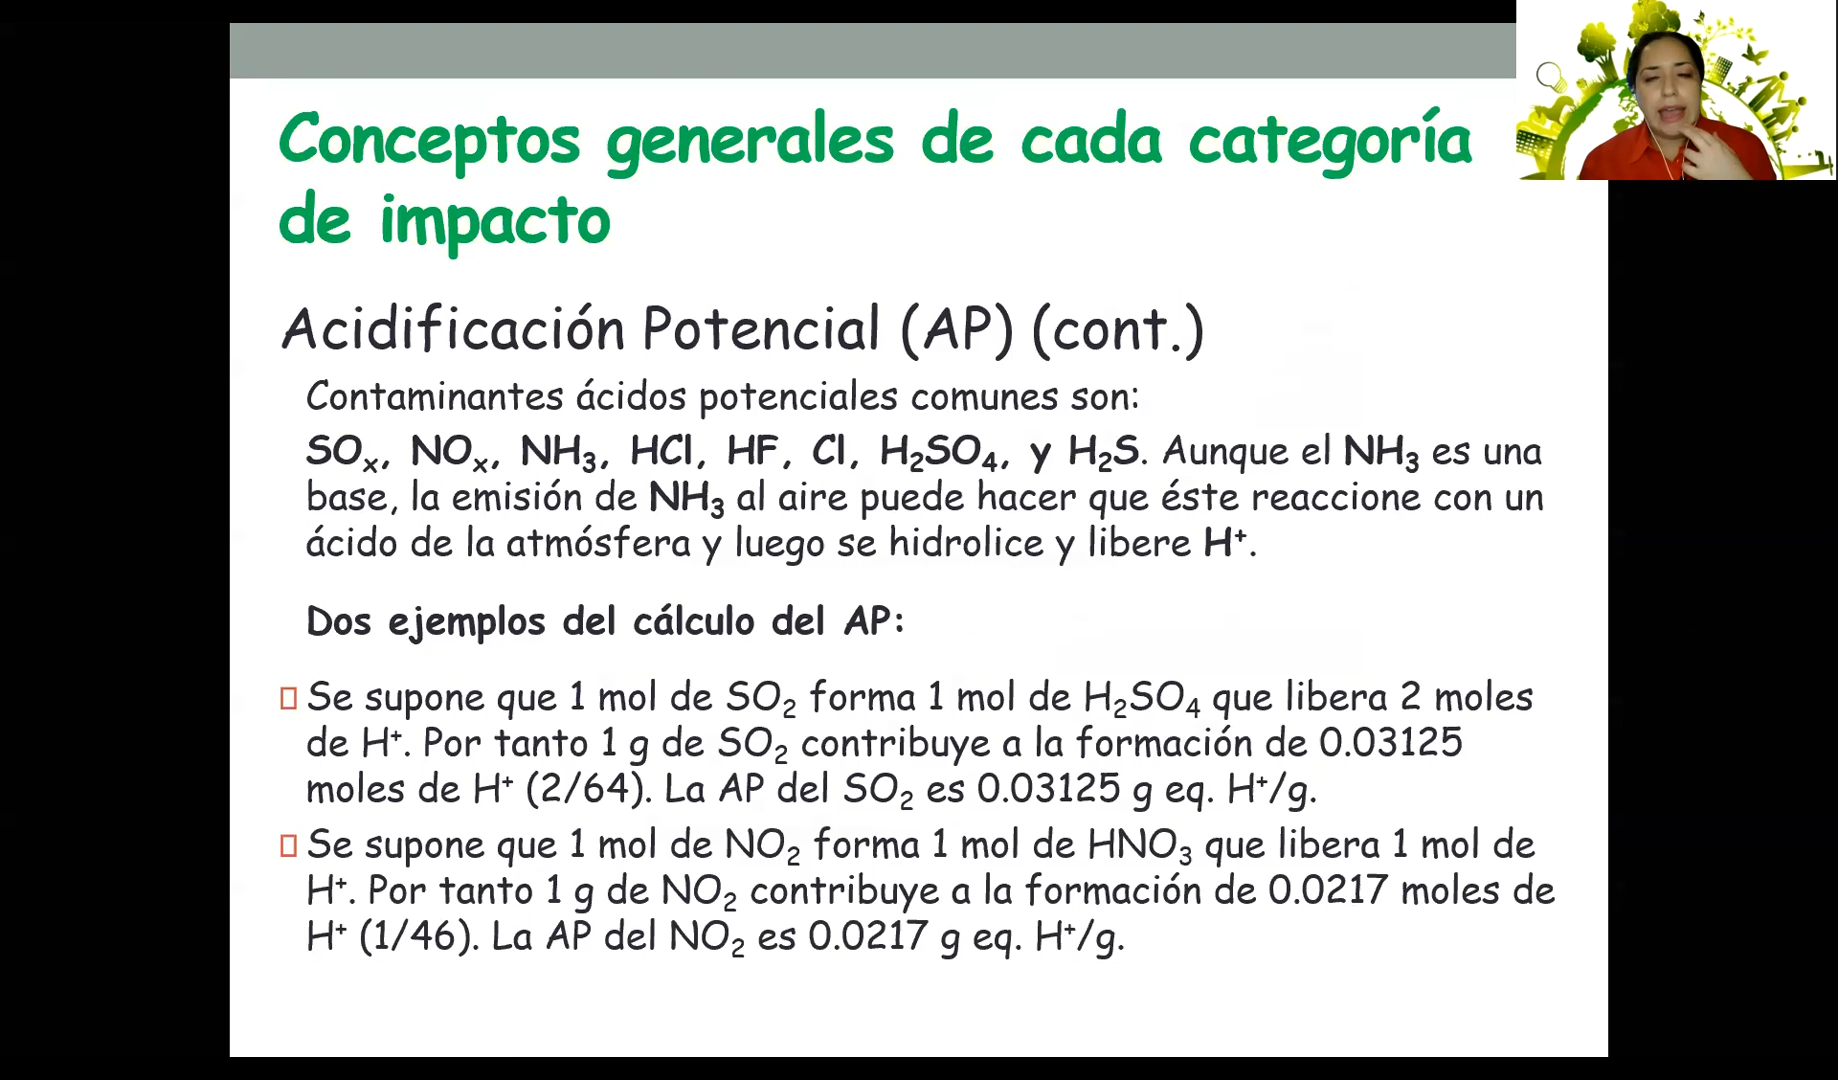 Conceptos generales de cada categoría
de impacto
Acidificación Potencial (AP) (cont.)
Contaminantes ácidos potenciales comunes son:
SOₓ, NOₓ, NH₃, HCl, HF, Cl, H₂SO₄, y H₂S. Aunque el NH₃ es una
base, la emisión de NH₃ al aire puede hacer que éste reaccione con un
ácido de la atmósfera y luego se hidrolice y libere H⁺.
Dos ejemplos del cálculo del AP:
Se supone que 1 mol de SO₂ forma 1 mol de H₂SO₄ que libera 2 moles
de H⁺. Por tanto 1 g de SO₂ contribuye a la formación de 0.03125
moles de H⁺ (2/64). La AP del SO₂ es 0.03125 g eq. H⁺/g.
Se supone que 1 mol de NO₂ forma 1 mol de HNO₃ que libera 1 mol de
H⁺. Por tanto 1 g de NO₂ contribuye a la formación de 0.0217 moles de
H⁺ (1/46). La AP del NO₂ es 0.0217 g eq. H⁺/g.